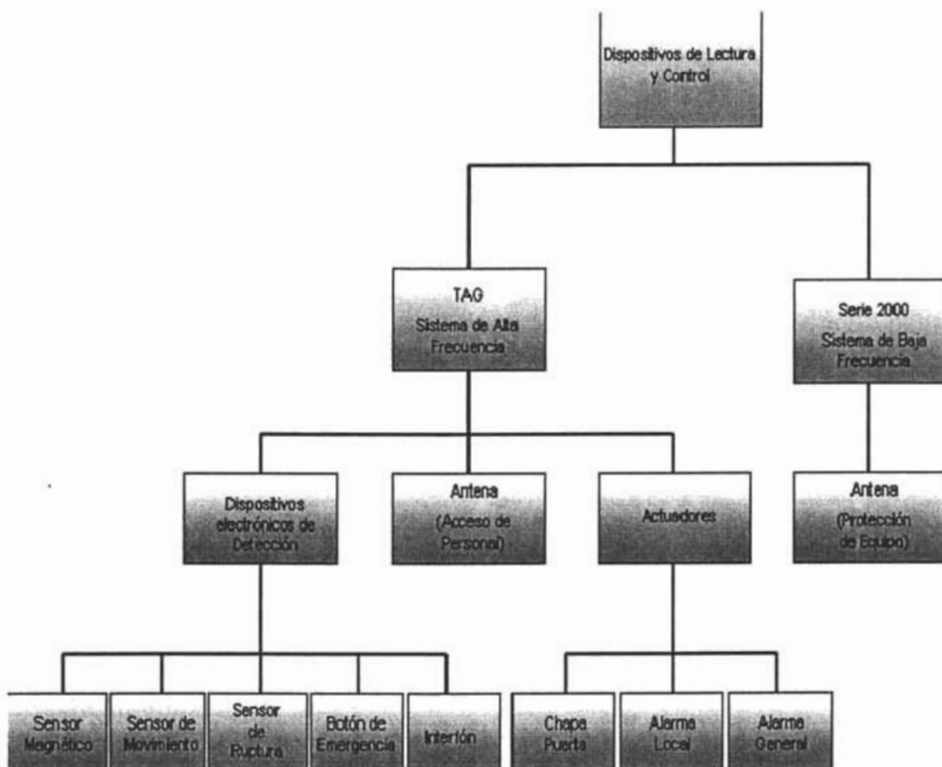 Dispositivos de Lectura
y Control
TAG
Sistema de Alta
Frecuencia
Serie 2000
Sistema de Baja
Frecuencia
Dispositivos
electrónicos de
Detección
Antena
(Acceso de
Personal)
Actuadores
Antena
(Protección
de Equipo)
Sensor
Magnético
Sensor de
Movimiento
Sensor
de
Ructura
Botón de
Emergencia
Interfón
Chapa
Puerta
Alarma
Local
Alarma
General